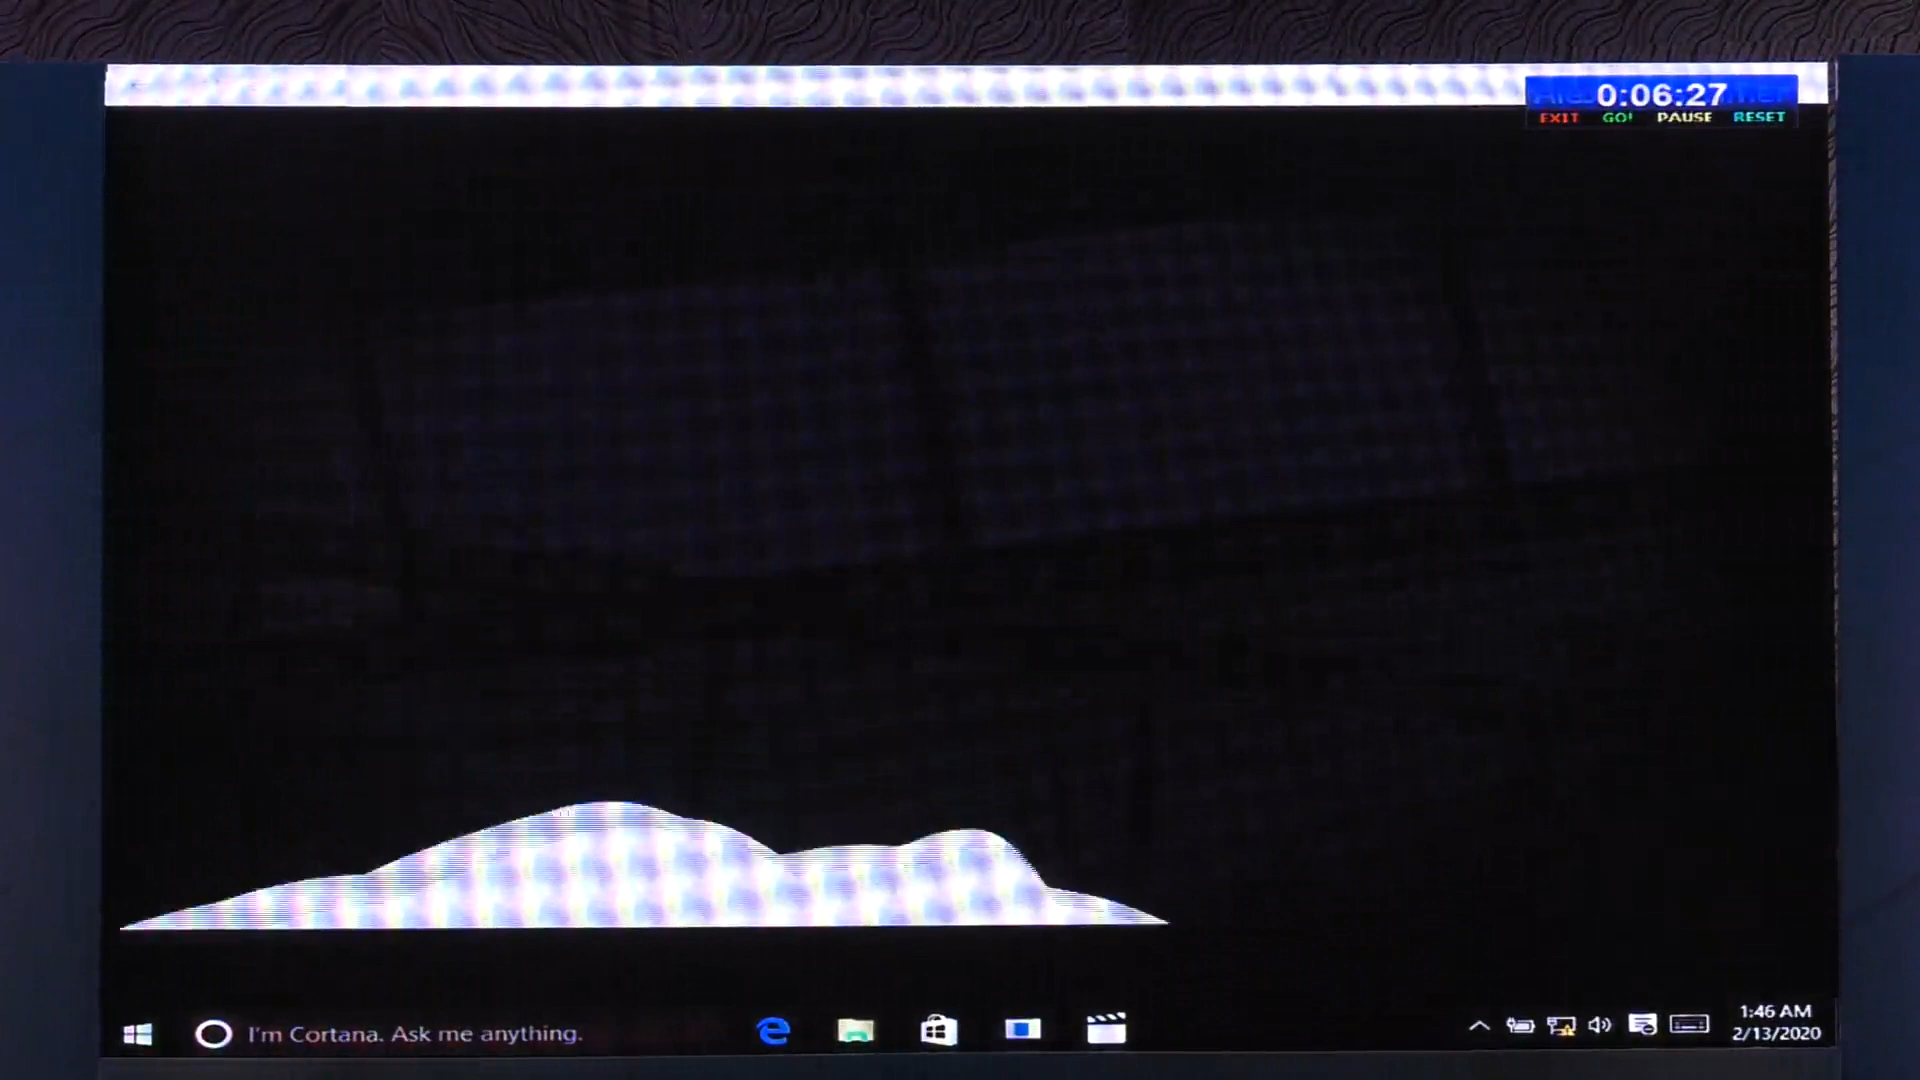 0:06:27
EXIT GO! PAUSE RESET
I'm Cortana. Ask me anything.
1:46 AM
2/13/2020